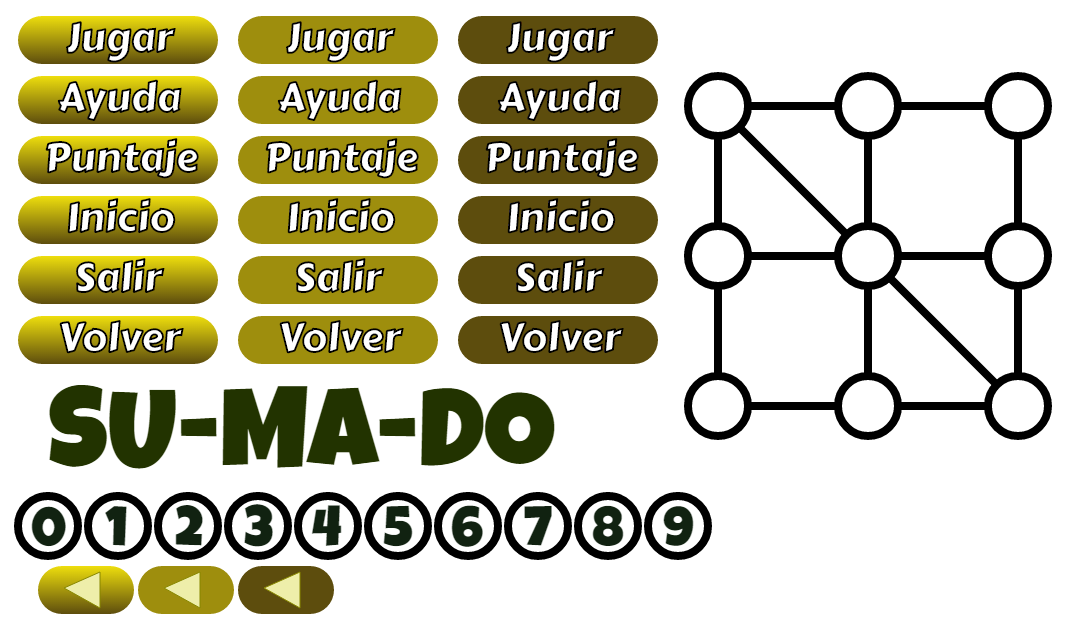 Jugar Jugar Jugar
Ayuda Ayuda Ayuda
Puntaje Puntaje Puntaje
Inicio Inicio Inicio
Salir Salir Salir
Volver Volver Volver
SU-MA-DO
0 1 2 3 4 5 6 7 8 9